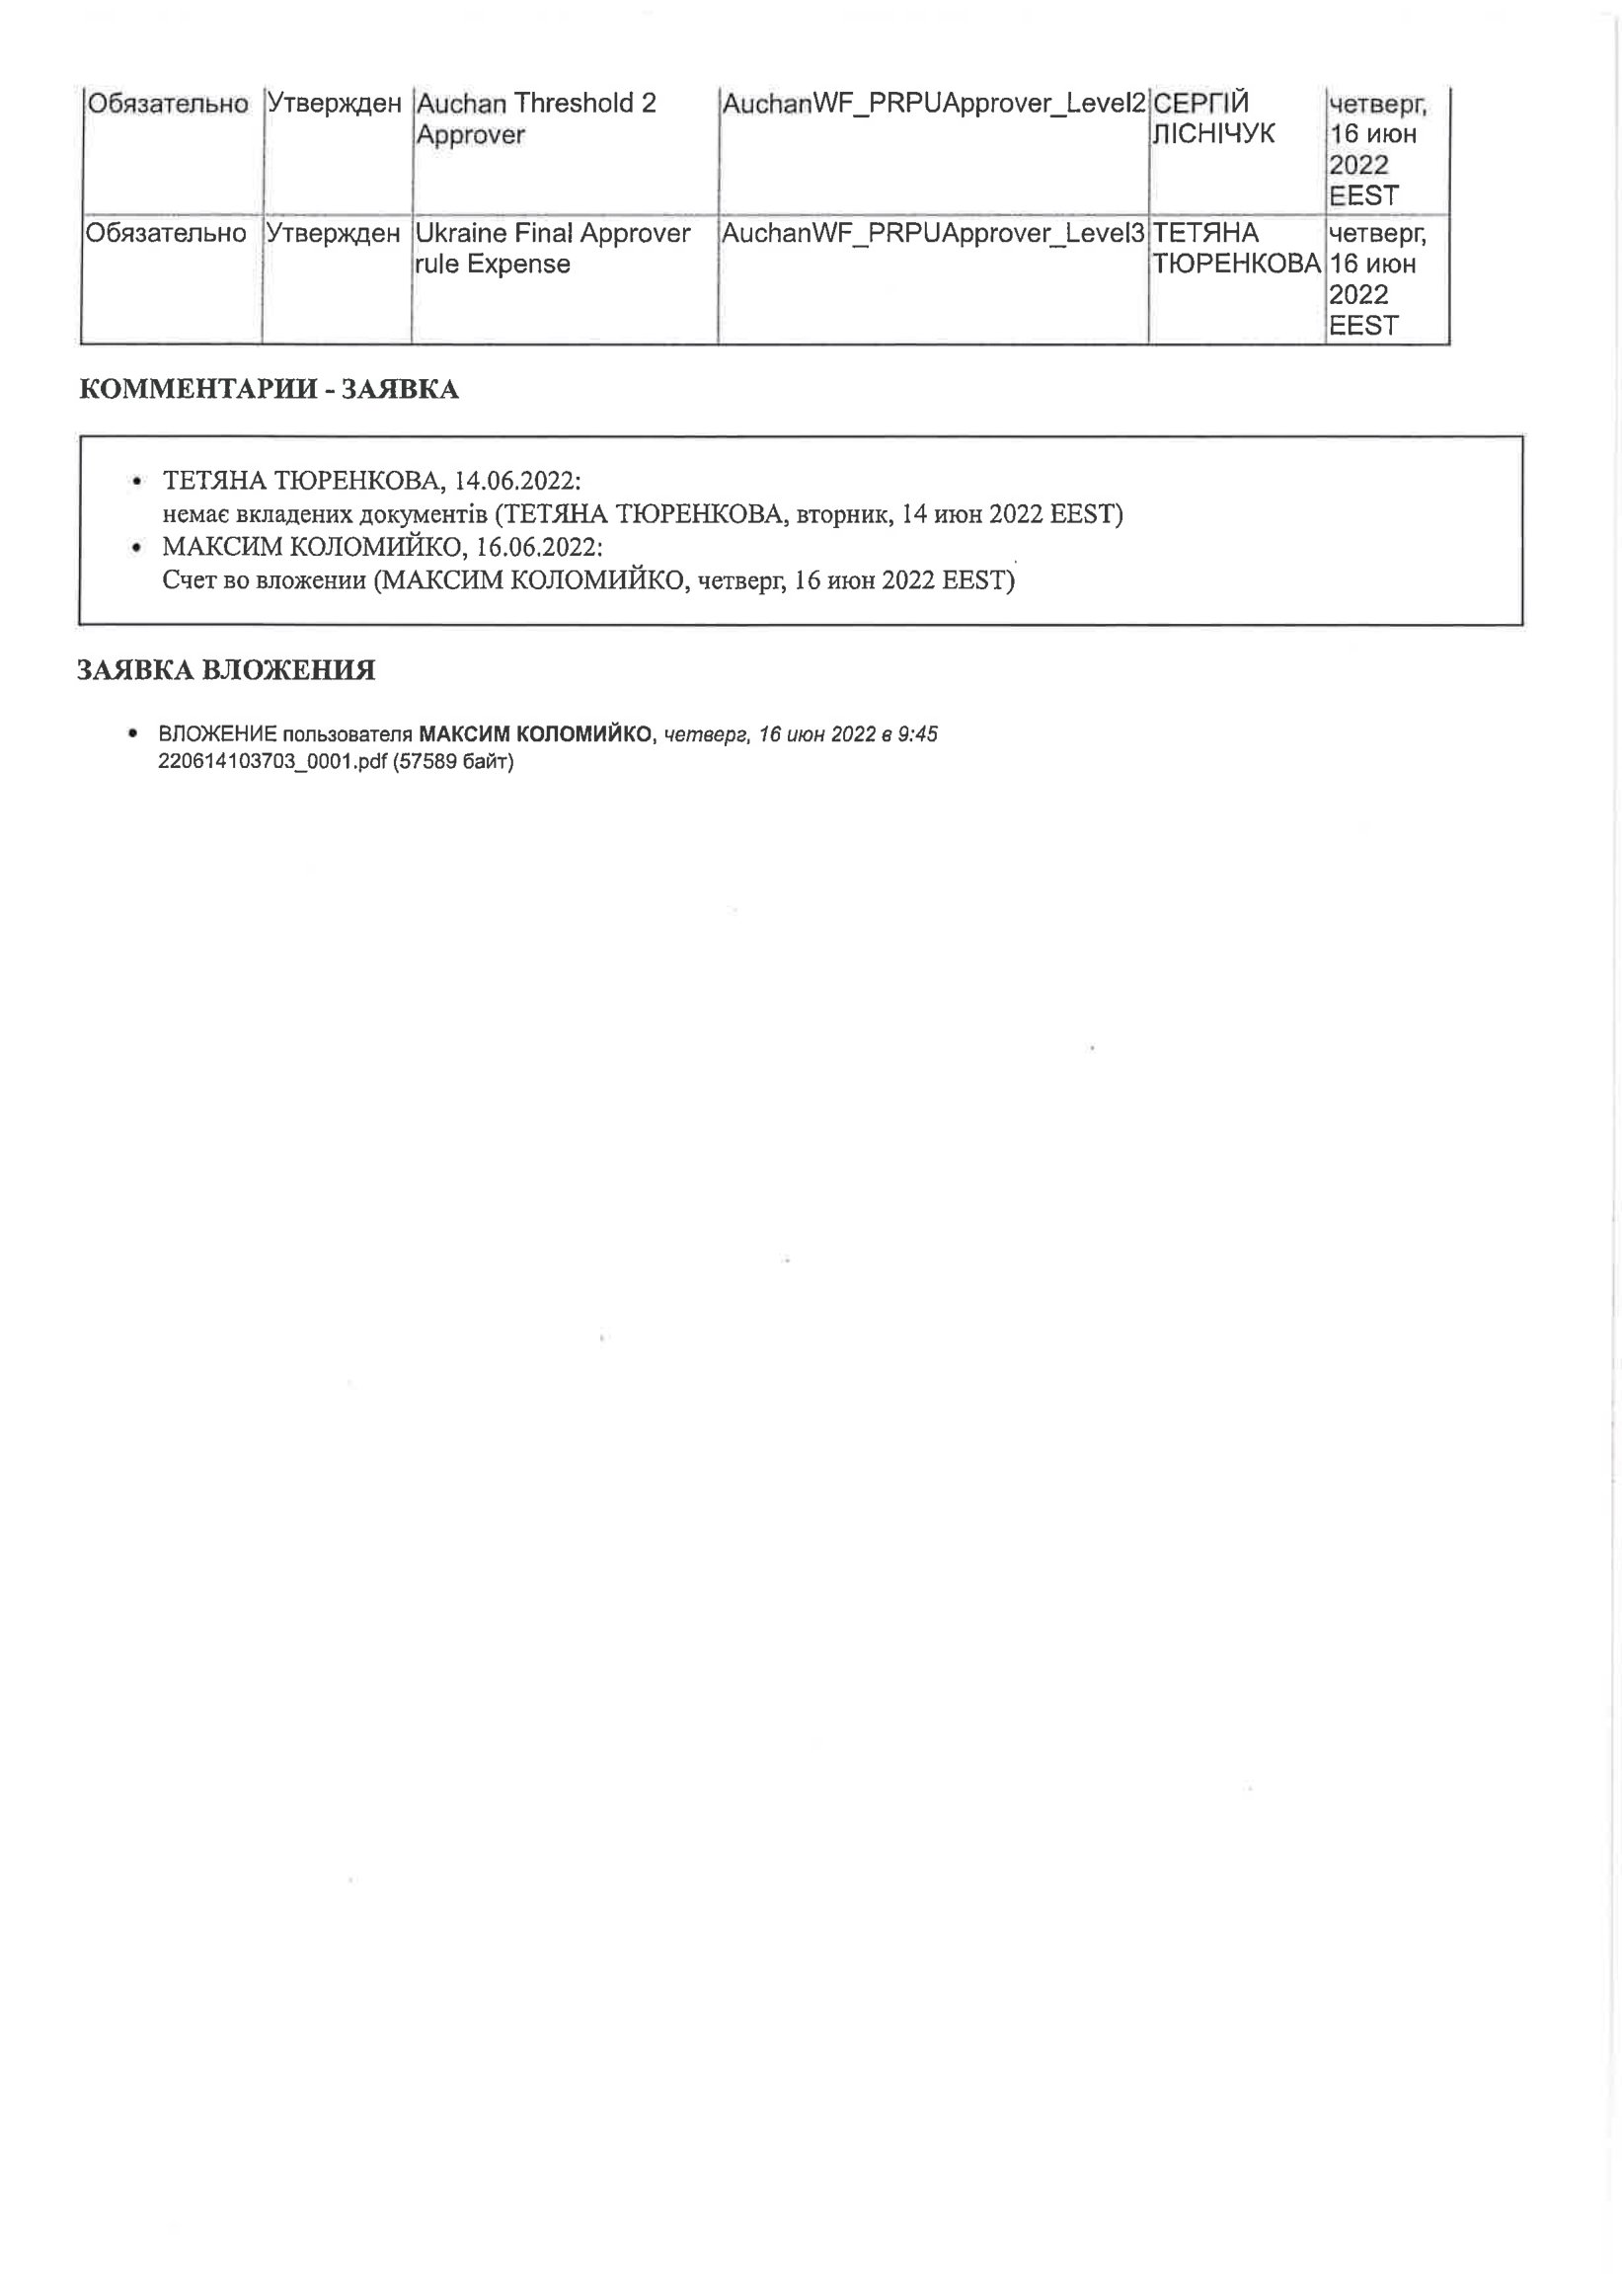 Обязательно Утвержден Auchan Threshold 2 AuchanWF_PRPUApprover_Level2 СЕРГІЙ четверг,
Approver ЛІСНІЧУК 16 июн
2022
EEST
Обязательно Утвержден Ukraine Final Approver AuchanWF_PRPUApprover_Level3 ТЕТЯНА четверг,
rule Expense ТЮРЕНКОВА 16 июн
2022
EEST
КОММЕНТАРИИ - ЗАЯВКА
• ТЕТЯНА ТЮРЕНКОВА, 14.06.2022:
немає вкладених документів (ТЕТЯНА ТЮРЕНКОВА, вторник, 14 июн 2022 EEST)
• МАКСИМ КОЛОМИЙКО, 16.06.2022:
Счет во вложении (МАКСИМ КОЛОМИЙКО, четверг, 16 июн 2022 EEST)
ЗАЯВКА ВЛОЖЕНИЯ
• ВЛОЖЕНИЕ пользователя МАКСИМ КОЛОМИЙКО, четверг, 16 июн 2022 в 9:45
220614103703_0001.pdf (57589 байт)